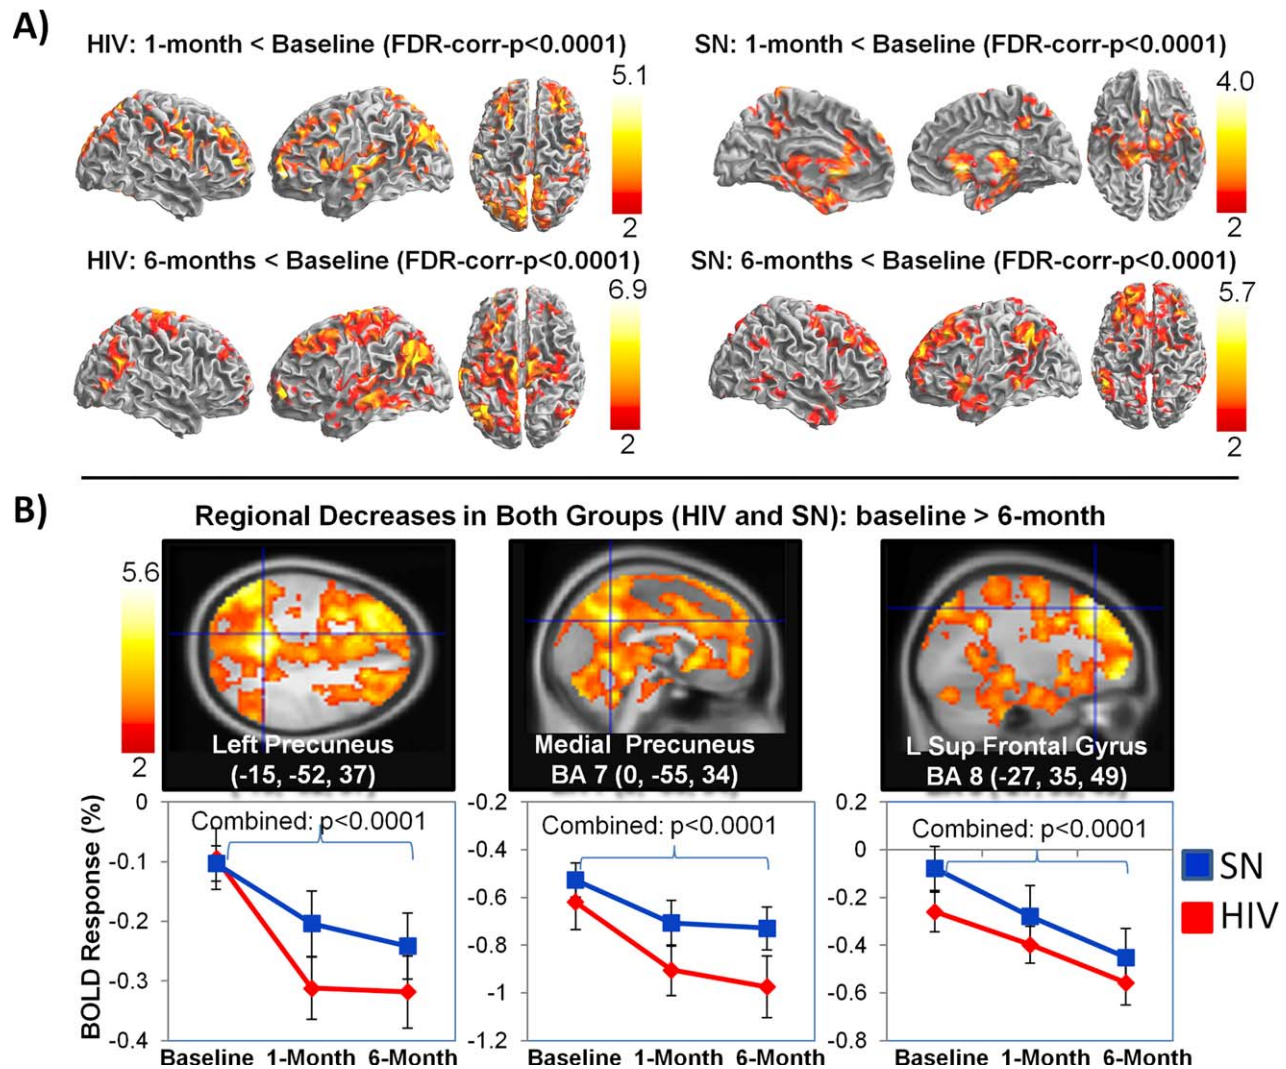 A)
HIV: 1-month < Baseline (FDR-corr-p<0.0001)
5.1
2
SN: 1-month < Baseline (FDR-corr-p<0.0001)
4.0
2
HIV: 6-months < Baseline (FDR-corr-p<0.0001)
6.9
2
SN: 6-months < Baseline (FDR-corr-p<0.0001)
5.7
2
B)
Regional Decreases in Both Groups (HIV and SN): baseline > 6-month
5.6
2
Left Precuneus
(-15, -52, 37)
Medial Precuneus
BA 7 (0, -55, 34)
L Sup Frontal Gyrus
BA 8 (-27, 35, 49)
BOLD Response (%)
0
-0.1
-0.2
-0.3
-0.4
Combined: p<0.0001
Baseline 1-Month 6-Month
-0.2
-0.4
-0.6
-0.8
-1
-1.2
Combined: p<0.0001
Baseline 1-Month 6-Month
0.2
0
-0.2
-0.4
-0.6
-0.8
Combined: p<0.0001
Baseline 1-Month 6-Month
SN
HIV